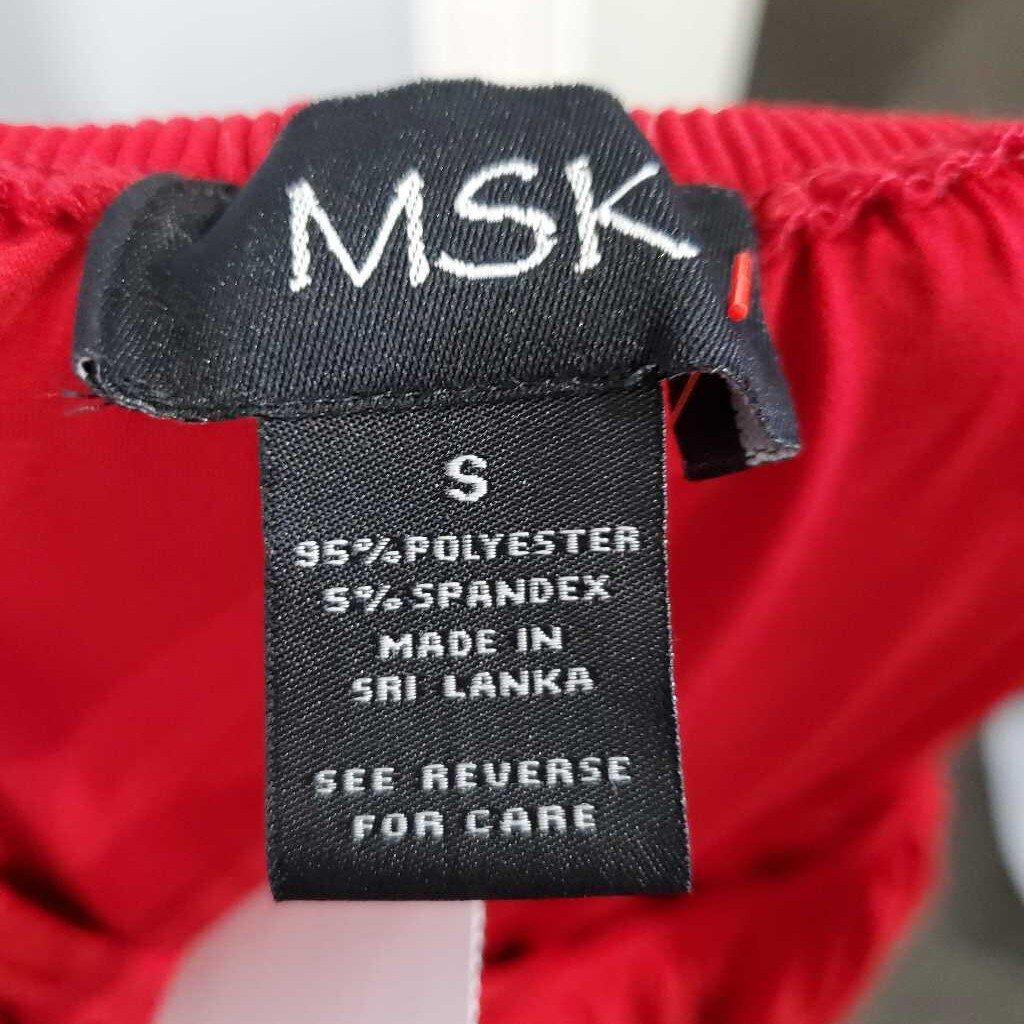 MSK
S
95% POLYESTER
5% SPANDEX
MADE IN
SRI LANKA
SEE REVERSE
FOR CARE